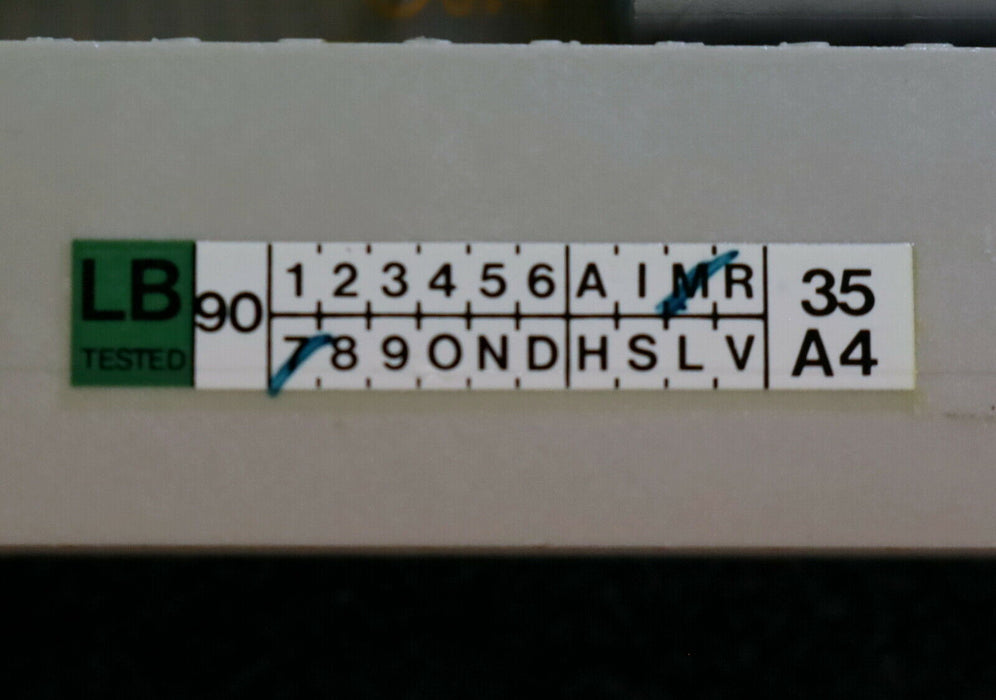 LB
TESTED
90
1 2 3 4 5 6 A I M R
7 8 9 O N D H S L V
35
A4